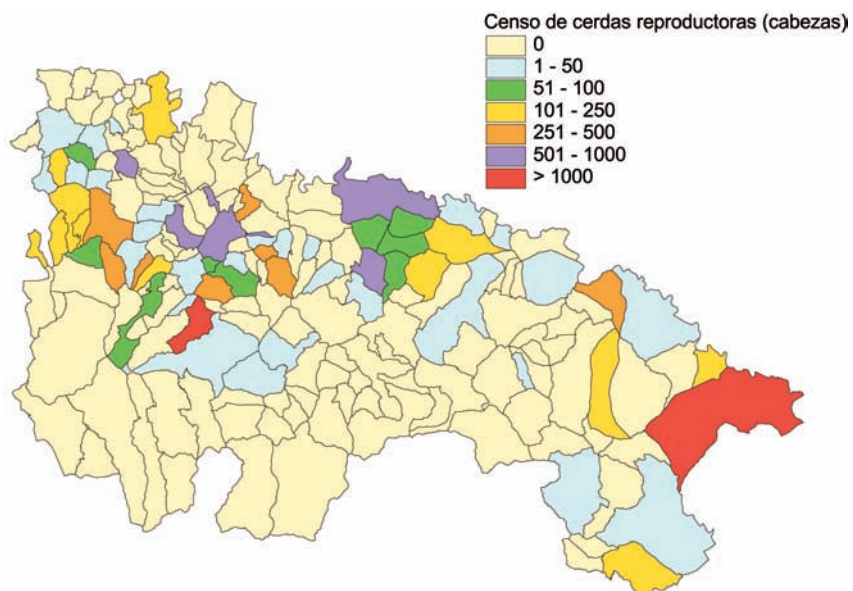 Censo de cerdas reproductoras (cabezas)
0
1 - 50
51 - 100
101 - 250
251 - 500
501 - 1000
> 1000